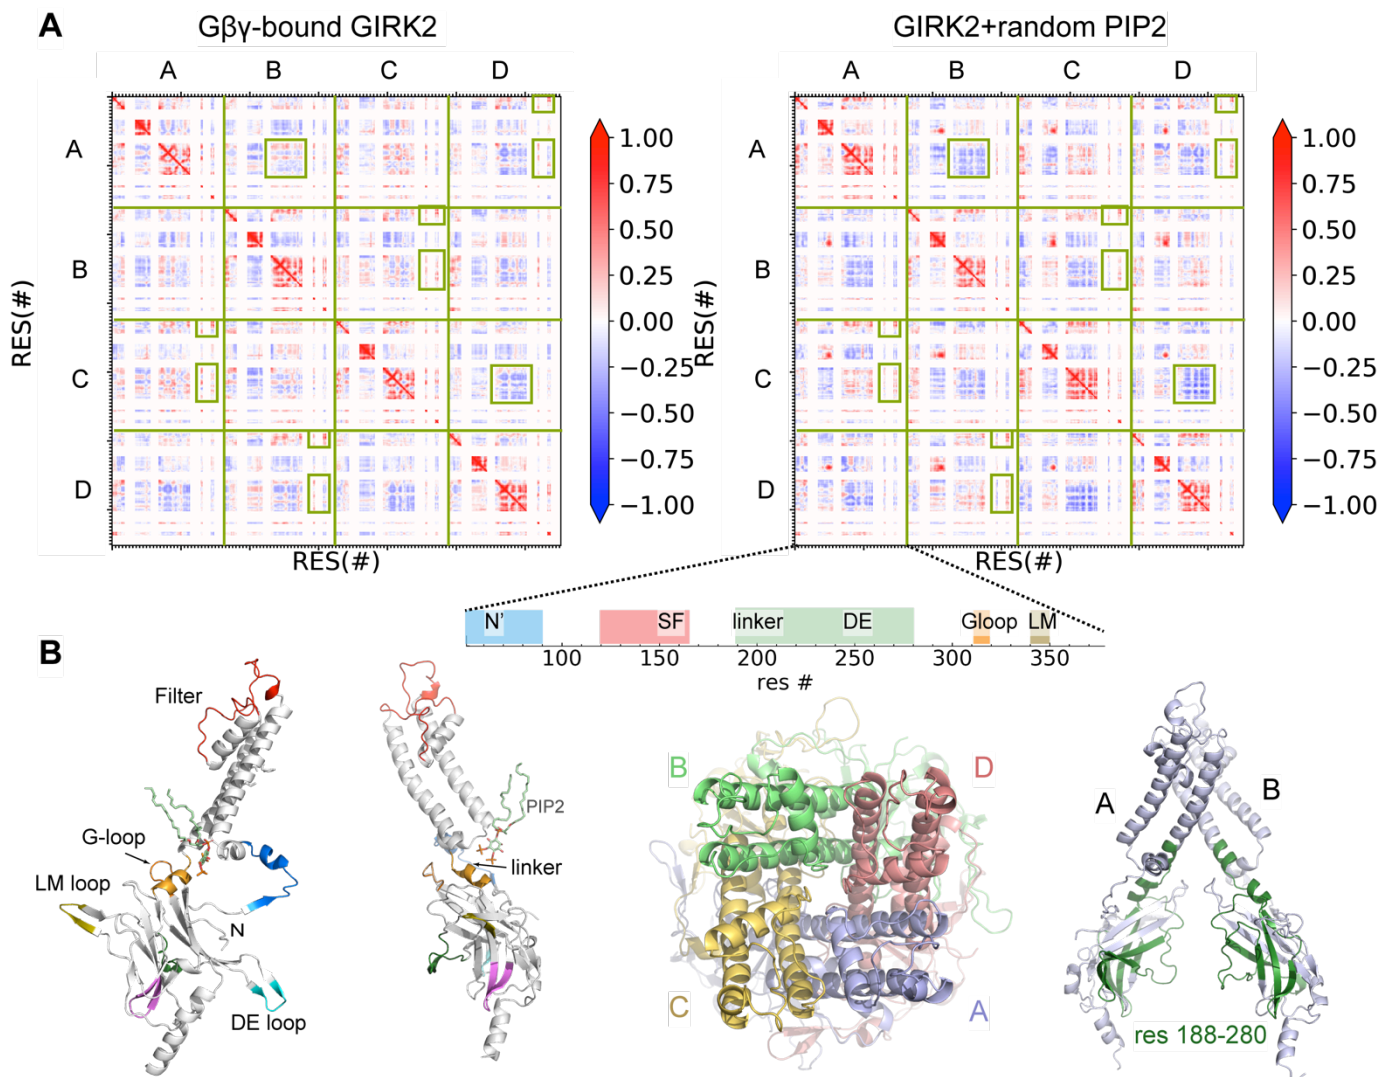 A
Gβγ-bound GIRK2
GIRK2+random PIP2
A B C D
A B C D
A
B
C
D
RES(#)
RES(#)
1.00
0.75
0.50
0.25
0.00
−0.25
−0.50
−0.75
−1.00
A
B
C
D
RES(#)
RES(#)
1.00
0.75
0.50
0.25
0.00
−0.25
−0.50
−0.75
−1.00
N' SF linker DE Gloop LM
100 150 200 250 300 350
res #
B
Filter
G-loop
LM loop
N
DE loop
PIP2
linker
B
D
C
A
A
B
res 188-280